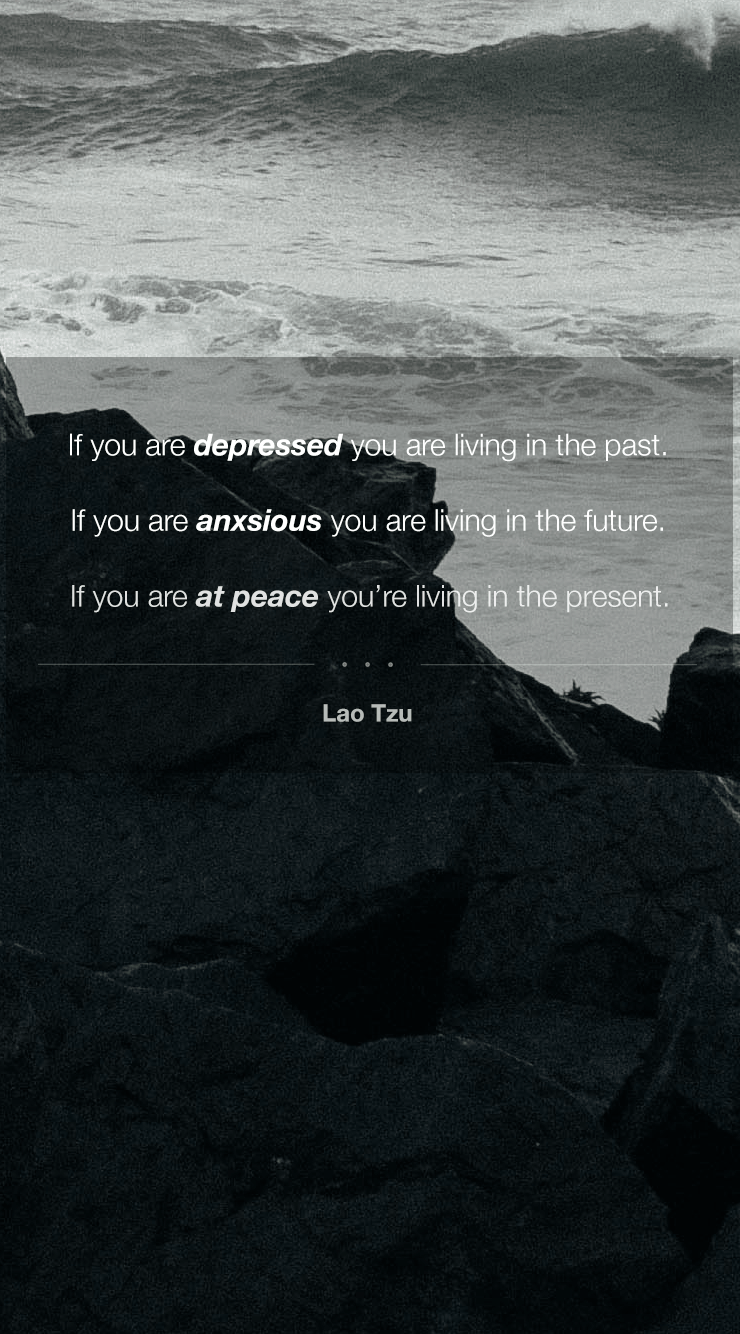 If you are depressed you are living in the past.
If you are anxsious you are living in the future.
If you are at peace you’re living in the present.
Lao Tzu